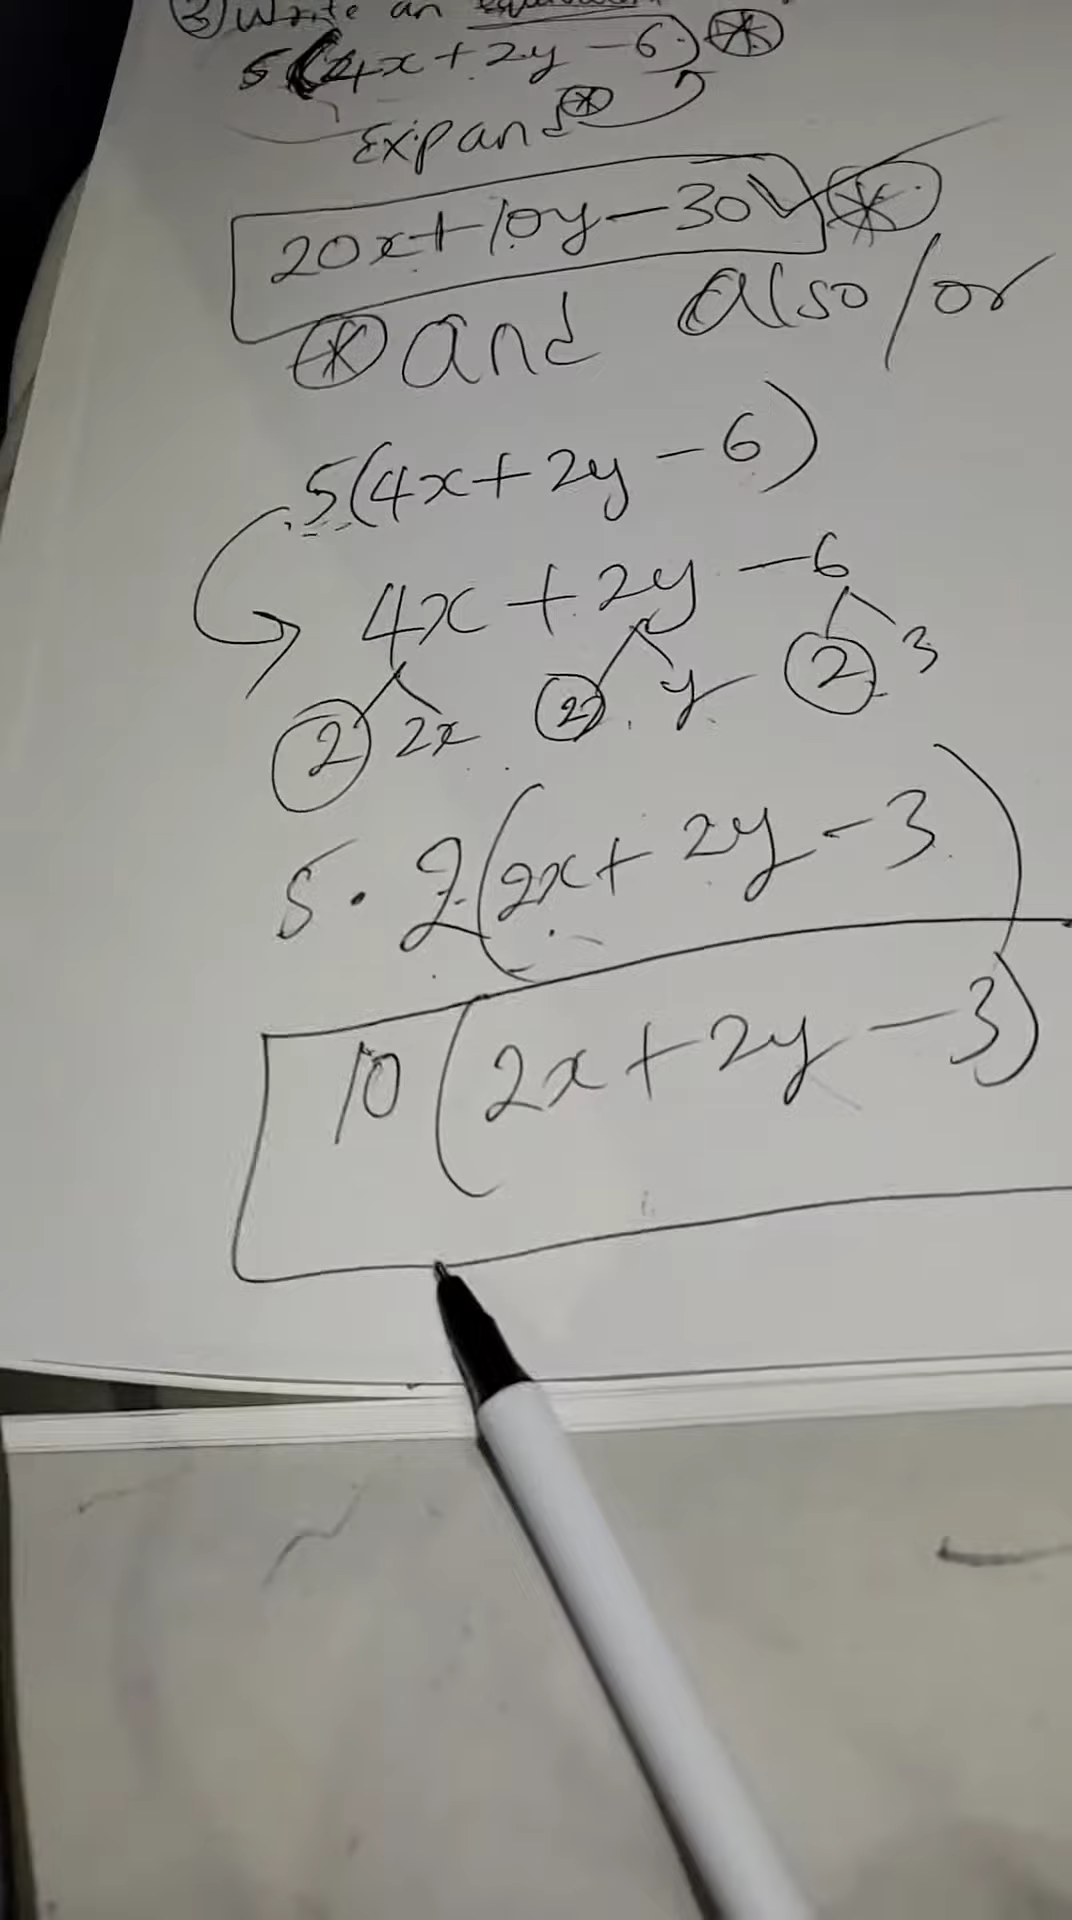 ③ Write an equivalent
5(4x+2y-6)
Expand
20x+10y-30
and also/or
5(4x+2y-6)
4x+2y-6
2 2x 2 y 2 3
5·2(2x+2y-3)
10(2x+2y-3)